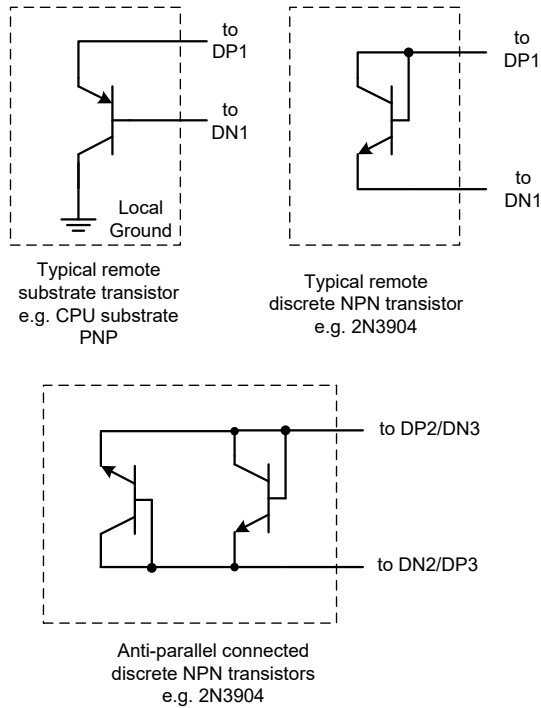 to
DP1
to
DN1
Local
Ground
Typical remote
substrate transistor
e.g. CPU substrate
PNP
to
DP1
to
DN1
Typical remote
discrete NPN transistor
e.g. 2N3904
to DP2/DN3
to DN2/DP3
Anti-parallel connected
discrete NPN transistors
e.g. 2N3904